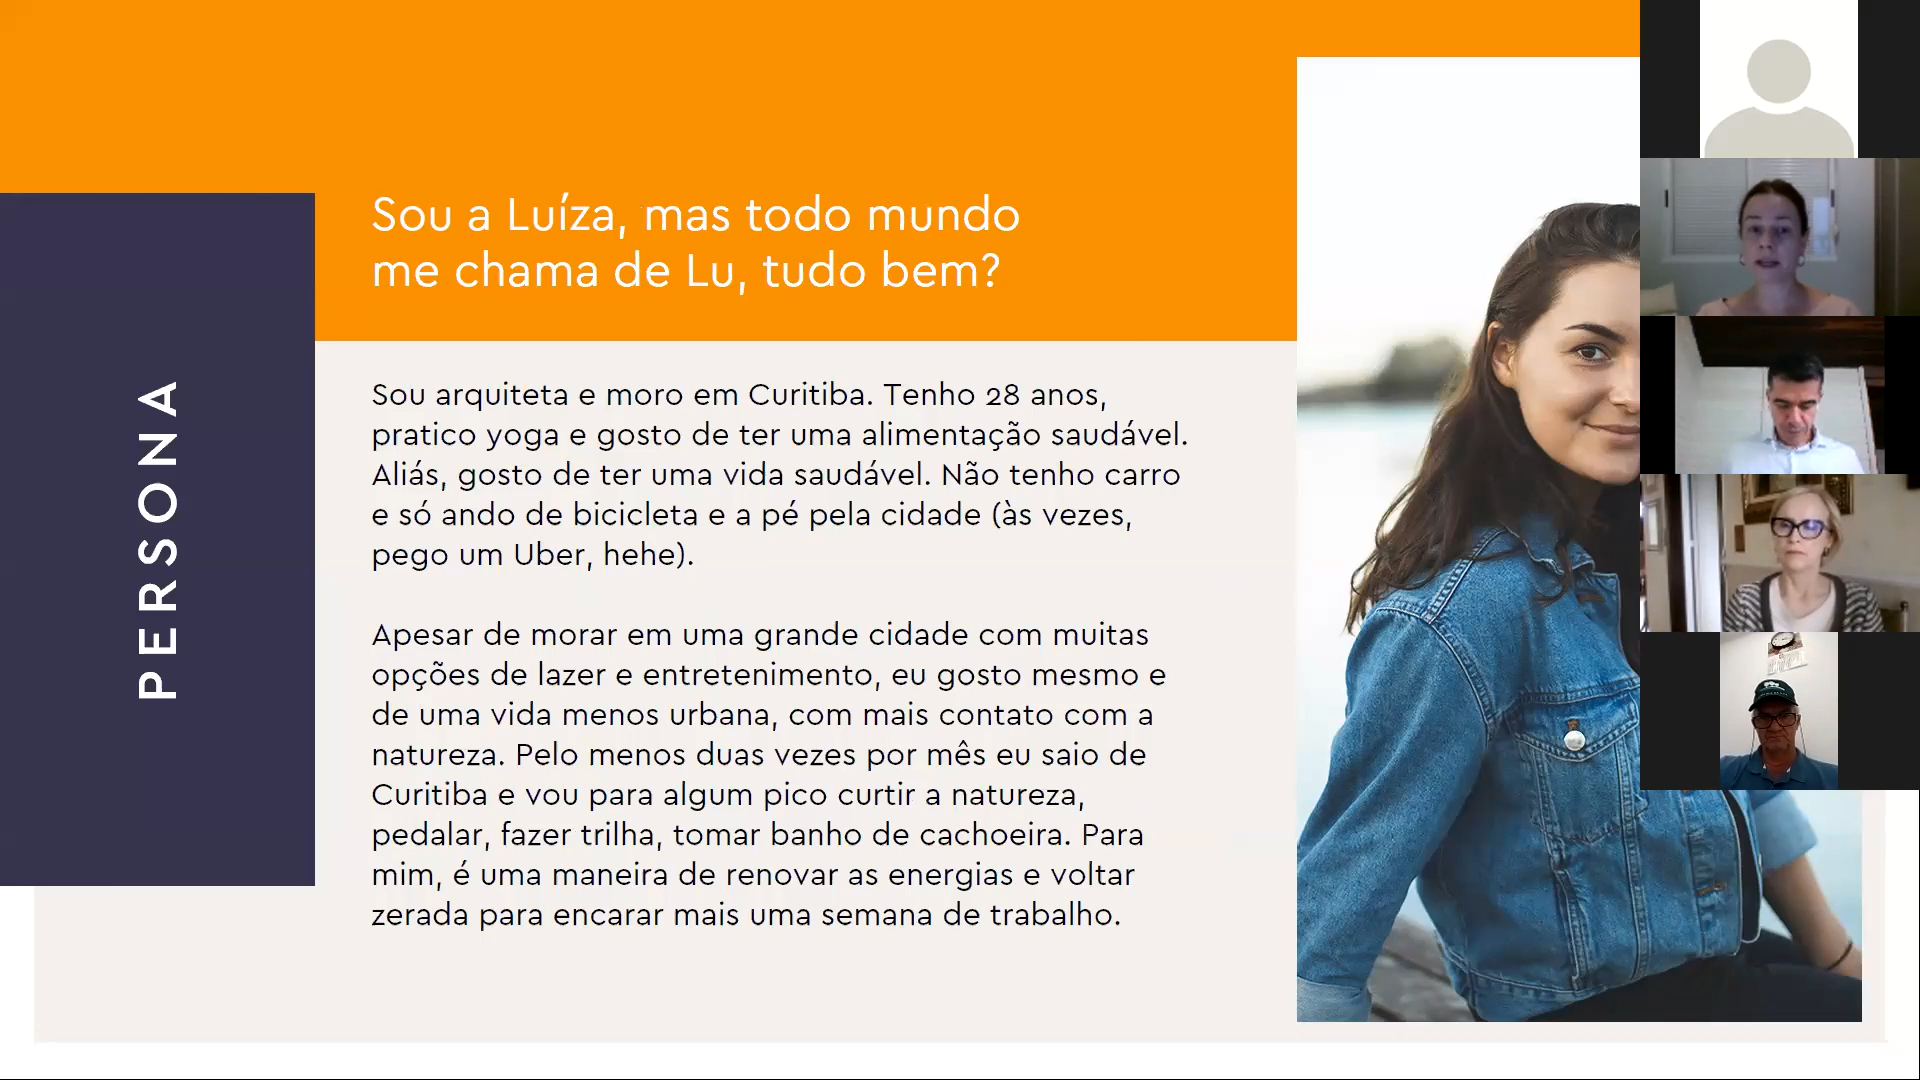 PERSONA
Sou a Luíza, mas todo mundo
me chama de Lu, tudo bem?
Sou arquiteta e moro em Curitiba. Tenho 28 anos,
pratico yoga e gosto de ter uma alimentação saudável.
Aliás, gosto de ter uma vida saudável. Não tenho carro
e só ando de bicicleta e a pé pela cidade (às vezes,
pego um Uber, hehe).
Apesar de morar em uma grande cidade com muitas
opções de lazer e entretenimento, eu gosto mesmo e
de uma vida menos urbana, com mais contato com a
natureza. Pelo menos duas vezes por mês eu saio de
Curitiba e vou para algum pico curtir a natureza,
pedalar, fazer trilha, tomar banho de cachoeira. Para
mim, é uma maneira de renovar as energias e voltar
zerada para encarar mais uma semana de trabalho.